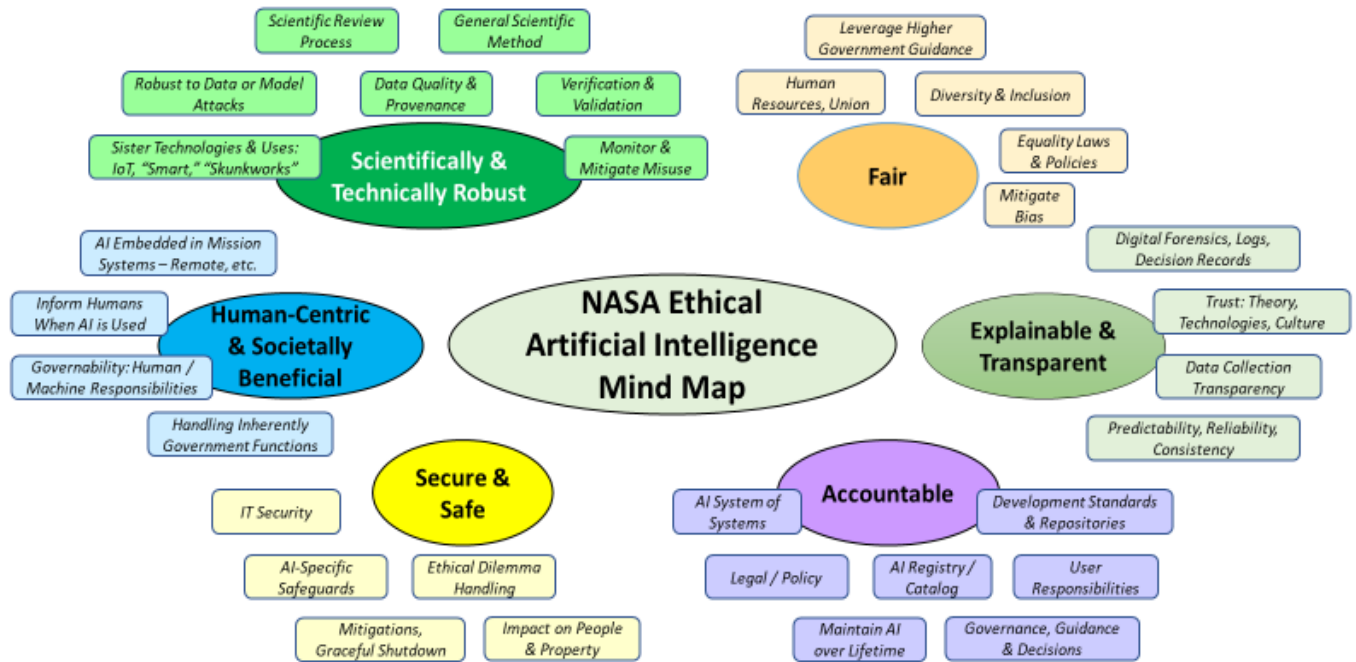 Scientific Review
Process
General Scientific
Method
Robust to Data or Model
Attacks
Data Quality &
Provenance
Verification &
Validation
Sister Technologies & Uses:
IoT, “Smart,” “Skunkworks”
Monitor &
Mitigate Misuse
Scientifically &
Technically Robust
Leverage Higher
Government Guidance
Human
Resources, Union
Diversity & Inclusion
Equality Laws
& Policies
Mitigate
Bias
Fair
AI Embedded in Mission
Systems – Remote, etc.
Inform Humans
When AI is Used
Governability: Human /
Machine Responsibilities
Handling Inherently
Government Functions
Human-Centric
& Societally
Beneficial
NASA Ethical
Artificial Intelligence
Mind Map
Explainable &
Transparent
Digital Forensics, Logs,
Decision Records
Trust: Theory,
Technologies, Culture
Data Collection
Transparency
Predictability, Reliability,
Consistency
Secure &
Safe
IT Security
AI-Specific
Safeguards
Ethical Dilemma
Handling
Mitigations,
Graceful Shutdown
Impact on People
& Property
Accountable
AI System of
Systems
Development Standards
& Repositories
Legal / Policy
AI Registry /
Catalog
User
Responsibilities
Maintain AI
over Lifetime
Governance, Guidance
& Decisions